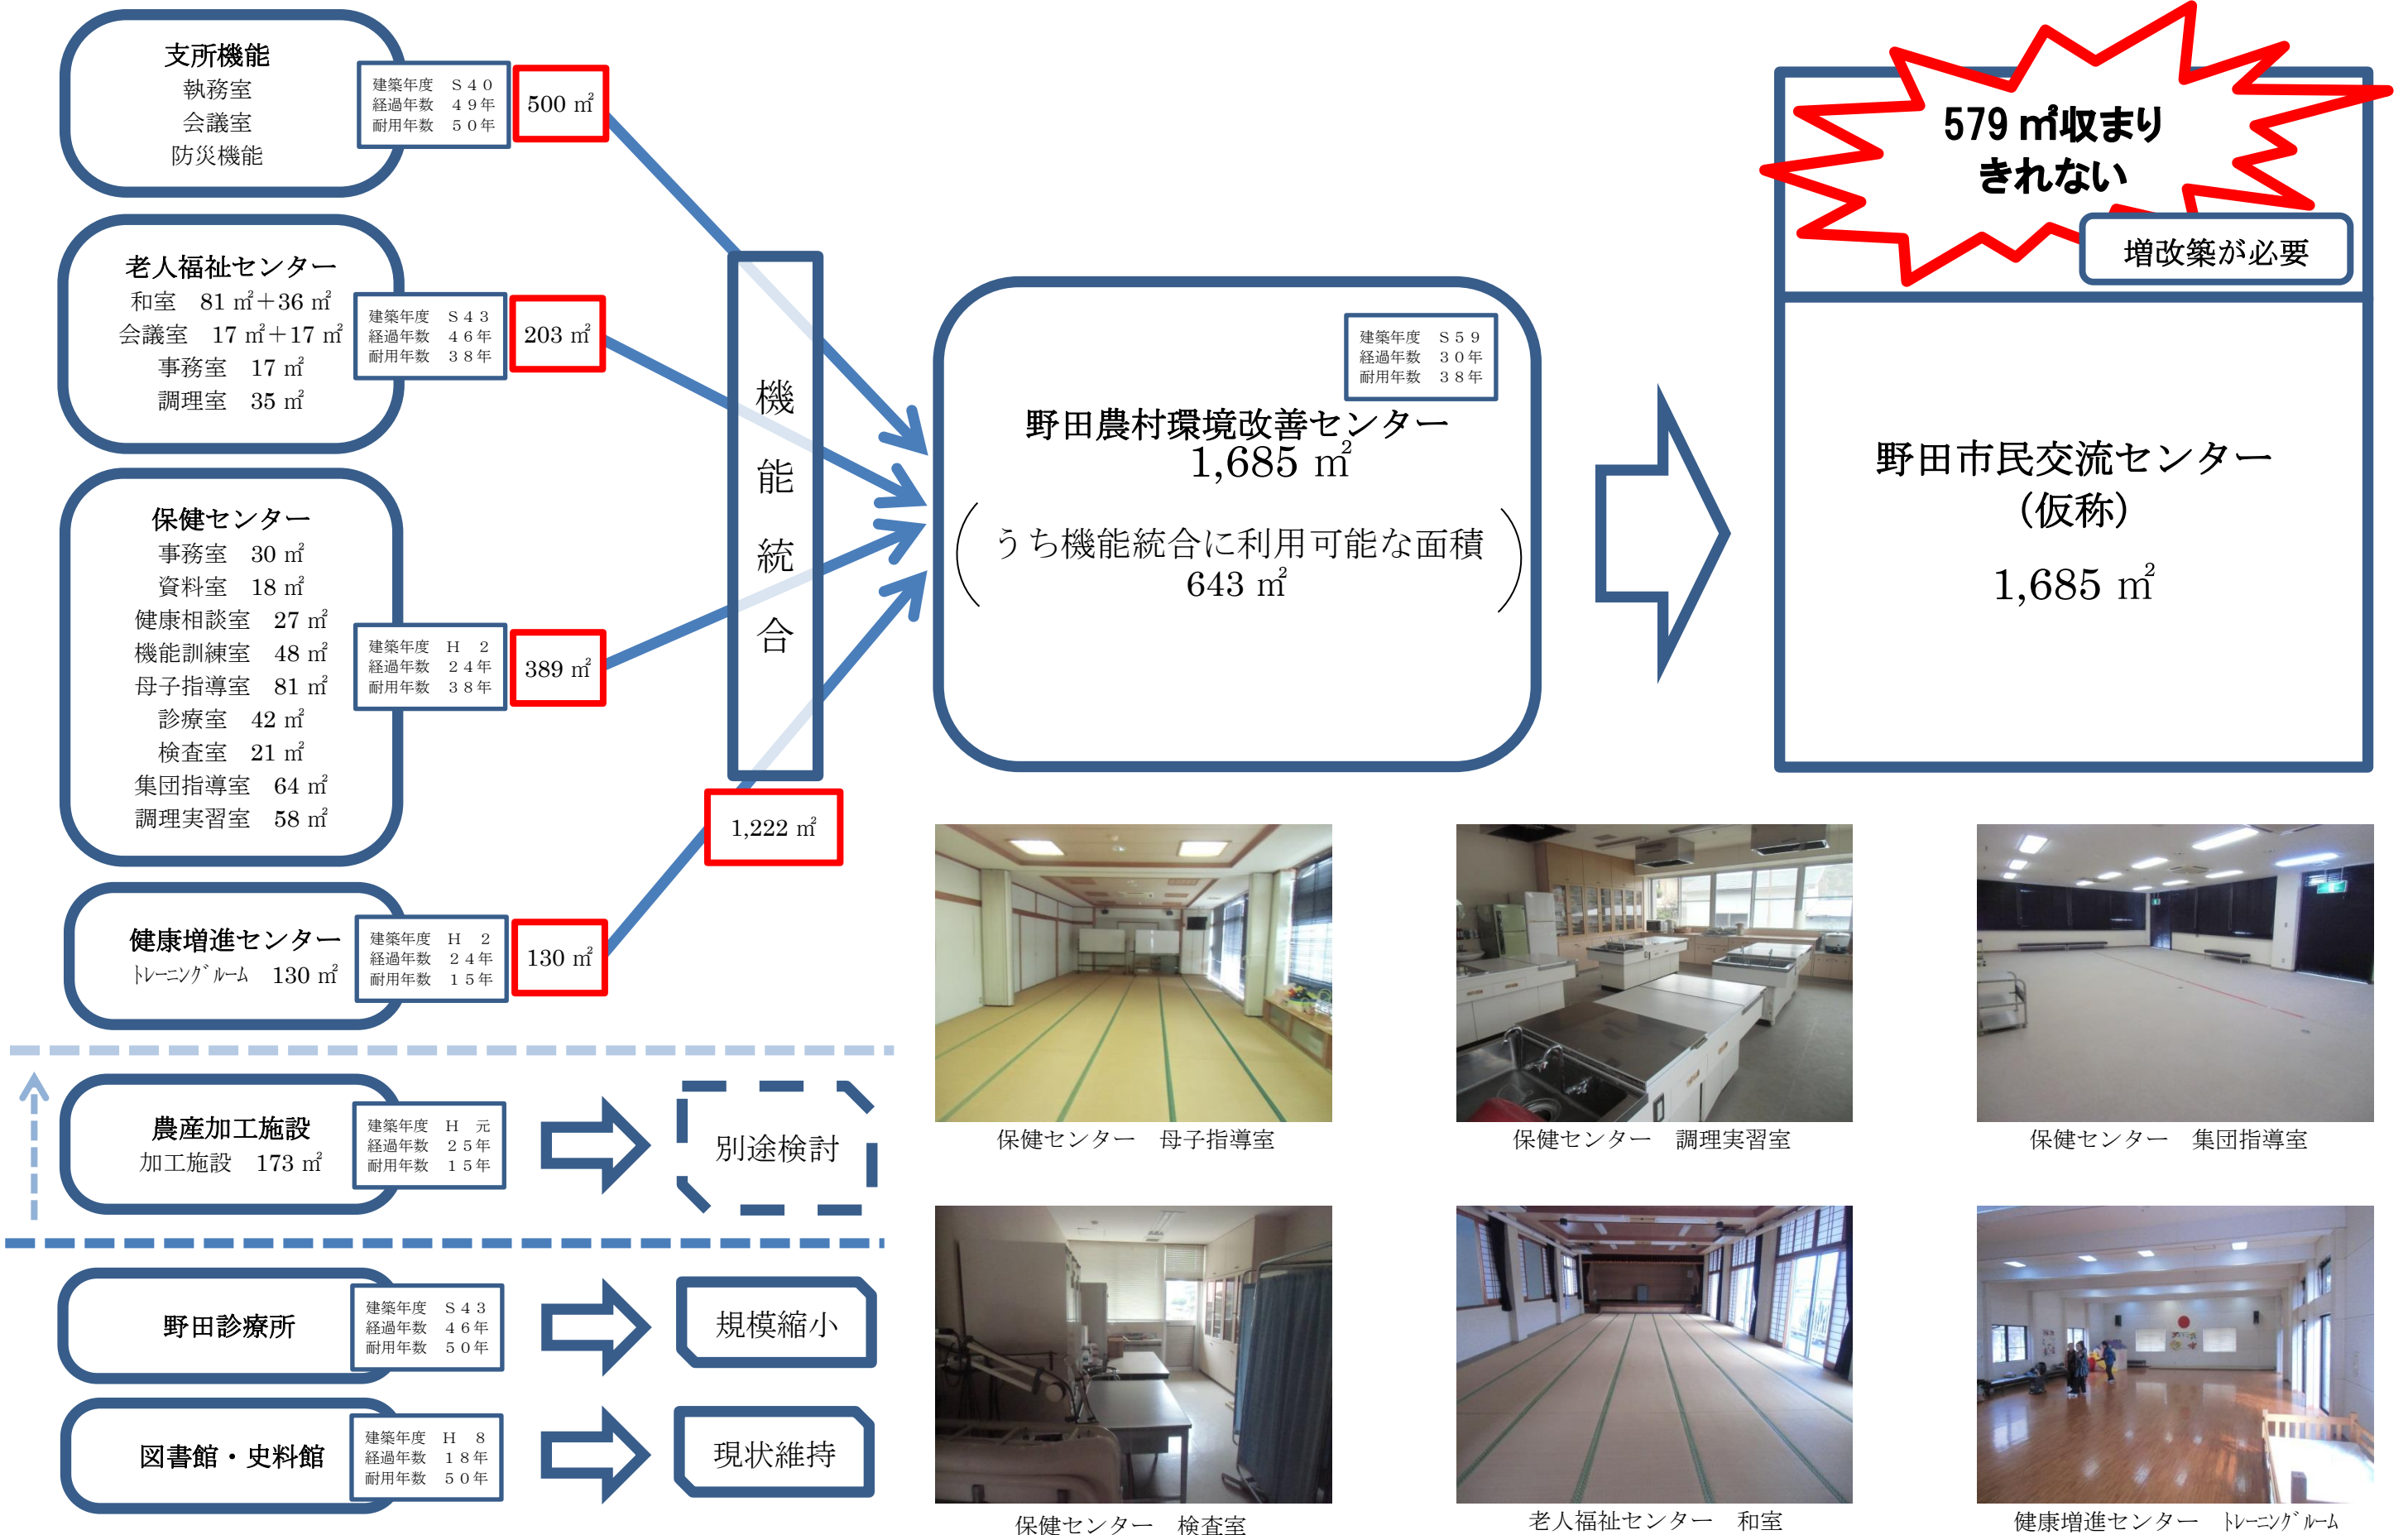 支所機能
執務室
会議室
防災機能
建築年度 S40
経過年数 49年
耐用年数 50年
500 ㎡
老人福祉センター
和室 81 ㎡＋36 ㎡
会議室 17 ㎡＋17 ㎡
事務室 17 ㎡
調理室 35 ㎡
建築年度 S43
経過年数 46年
耐用年数 38年
203 ㎡
保健センター
事務室 30 ㎡
資料室 18 ㎡
健康相談室 27 ㎡
機能訓練室 48 ㎡
母子指導室 81 ㎡
診療室 42 ㎡
検査室 21 ㎡
集団指導室 64 ㎡
調理実習室 58 ㎡
建築年度 H 2
経過年数 24年
耐用年数 38年
389 ㎡
健康増進センター
ﾄﾚｰﾆﾝｸﾞﾙｰﾑ 130 ㎡
建築年度 H 2
経過年数 24年
耐用年数 15年
130 ㎡
1,222 ㎡
機能統合
野田農村環境改善センター
1,685 ㎡
うち機能統合に利用可能な面積
643 ㎡
建築年度 S59
経過年数 30年
耐用年数 38年
579 ㎡収まり
きれない
増改築が必要
野田市民交流センター
（仮称）
1,685 ㎡
農産加工施設
加工施設 173 ㎡
建築年度 H 元
経過年数 25年
耐用年数 15年
別途検討
野田診療所
建築年度 S43
経過年数 46年
耐用年数 50年
規模縮小
図書館・史料館
建築年度 H 8
経過年数 18年
耐用年数 50年
現状維持
保健センター 母子指導室
保健センター 調理実習室
保健センター 集団指導室
保健センター 検査室
老人福祉センター 和室
健康増進センター ﾄﾚｰﾆﾝｸﾞﾙｰﾑ